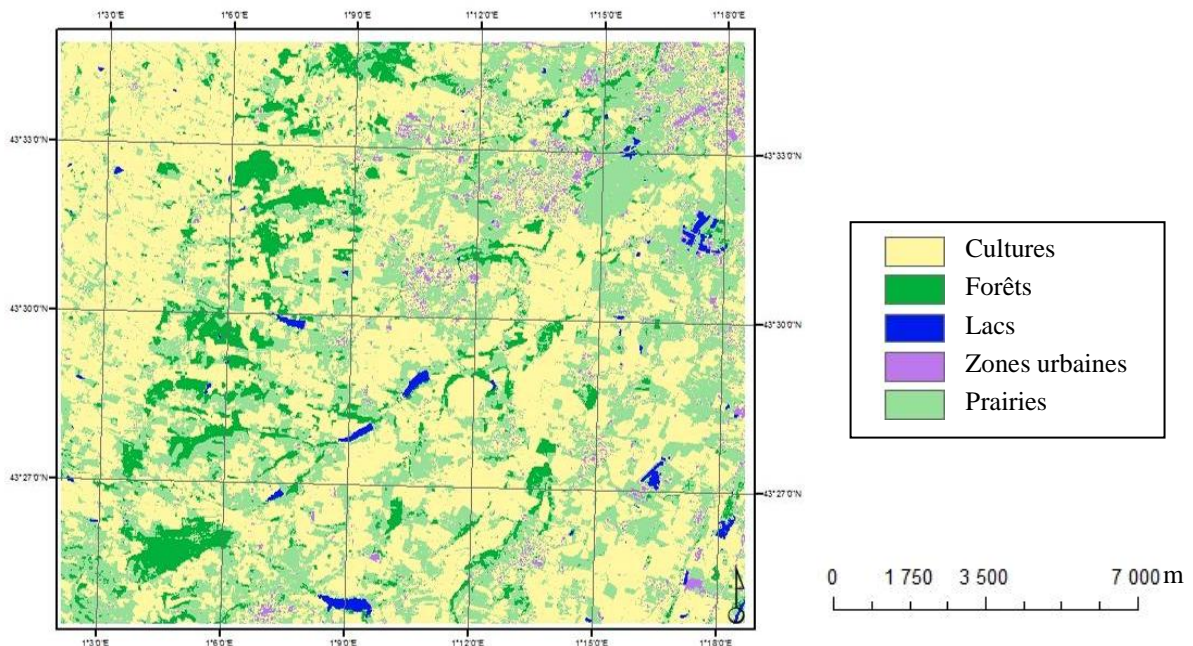 1°3'0"E 1°6'0"E 1°9'0"E 1°12'0"E 1°15'0"E 1°18'0"E
43°33'0"N 43°33'0"N
43°30'0"N 43°30'0"N
43°27'0"N 43°27'0"N
1°3'0"E 1°6'0"E 1°9'0"E 1°12'0"E 1°15'0"E 1°18'0"E
Cultures
Forêts
Lacs
Zones urbaines
Prairies
0 1 750 3 500 7 000 m